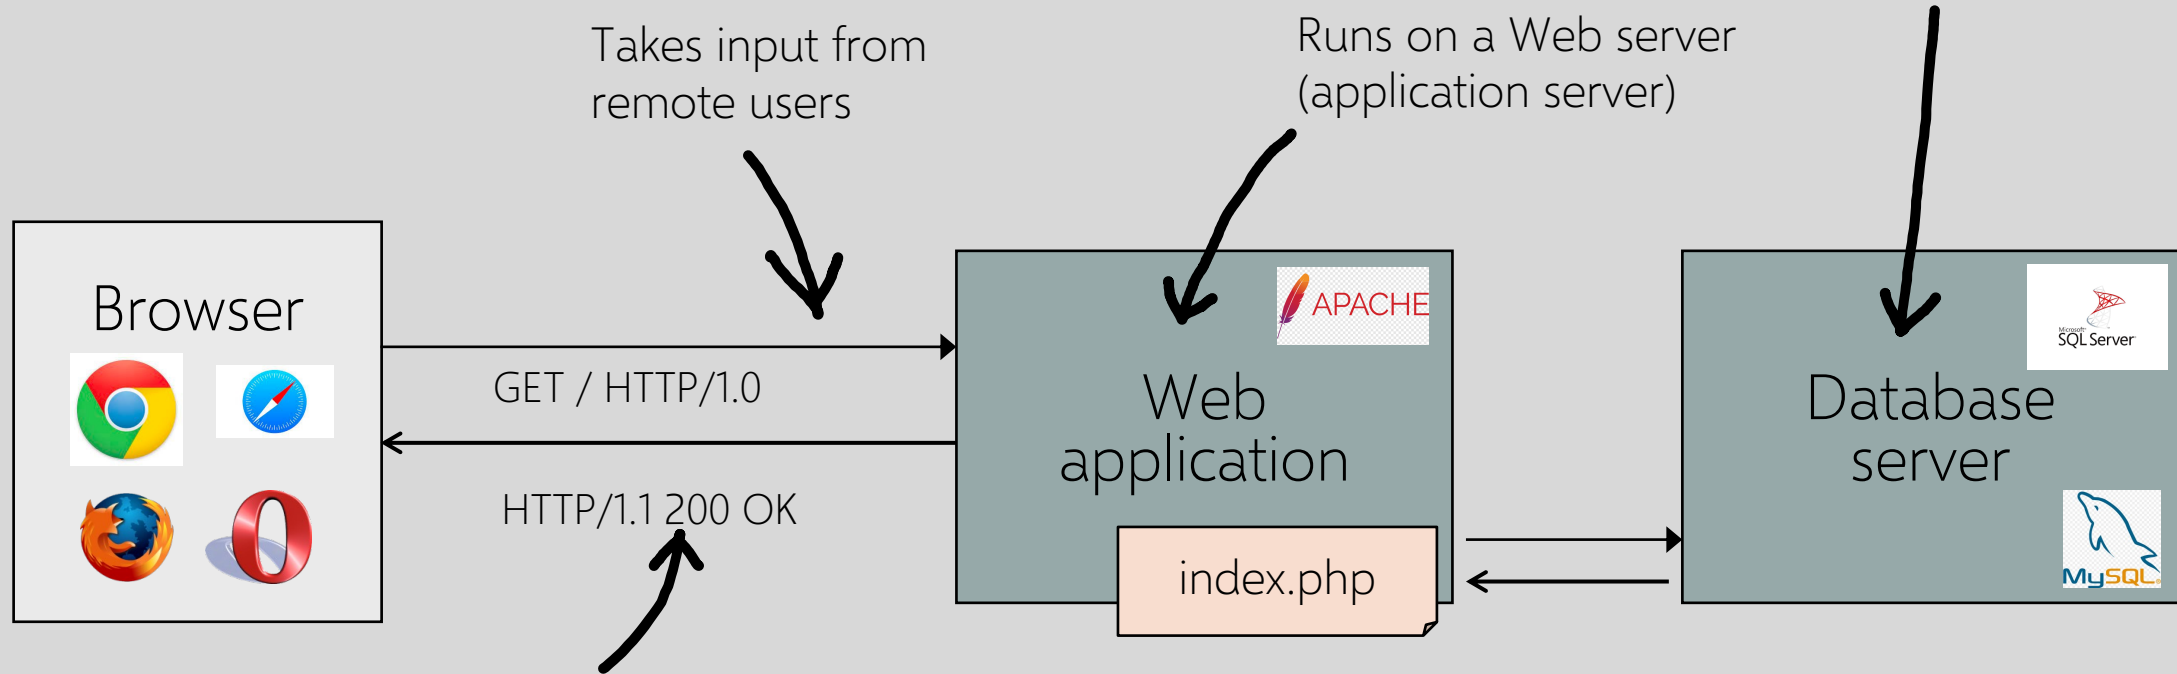 Takes input from
remote users
Runs on a Web server
(application server)
Browser
GET / HTTP/1.0
HTTP/1.1 200 OK
APACHE
Web
application
index.php
Microsoft
SQL Server
Database
server
MySQL